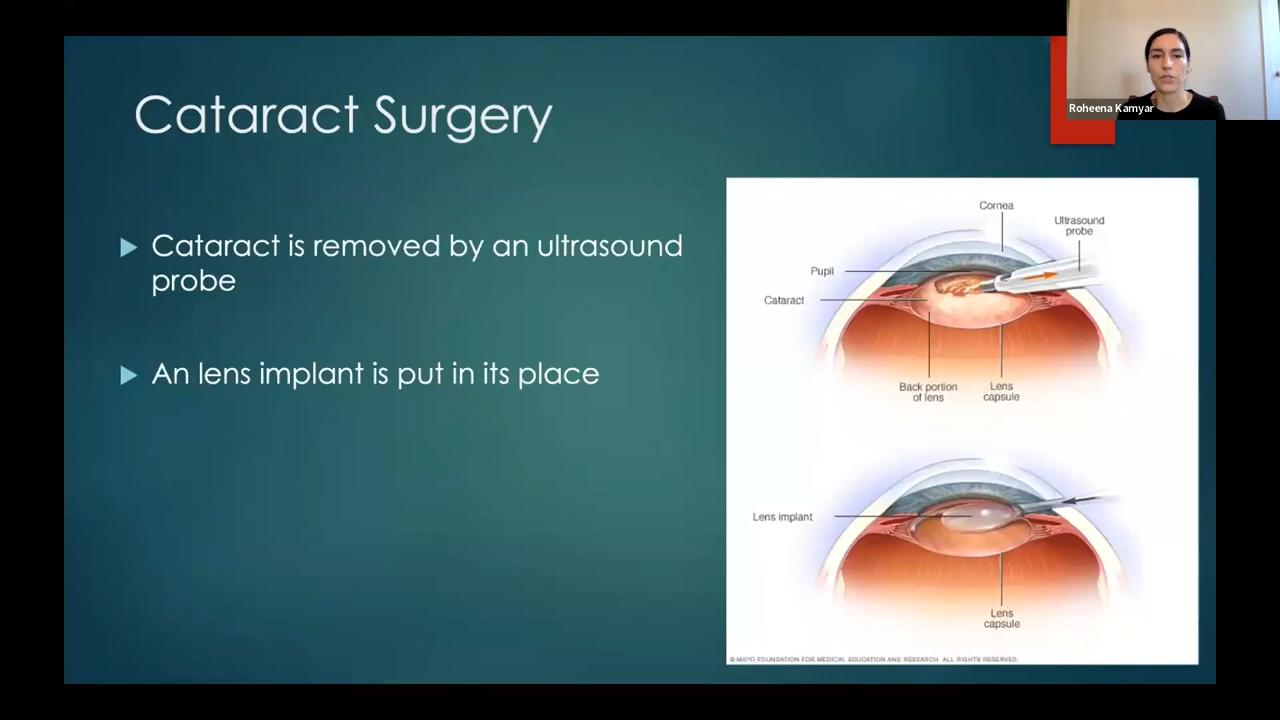 Cataract Surgery
Roheena Kamyar
Cataract is removed by an ultrasound
probe
An lens implant is put in its place
Cornea
Ultrasound
probe
Pupil
Cataract
Back portion
of lens
Lens
capsule
Lens implant
Lens
capsule
© MAYO FOUNDATION FOR MEDICAL EDUCATION AND RESEARCH. ALL RIGHTS RESERVED.